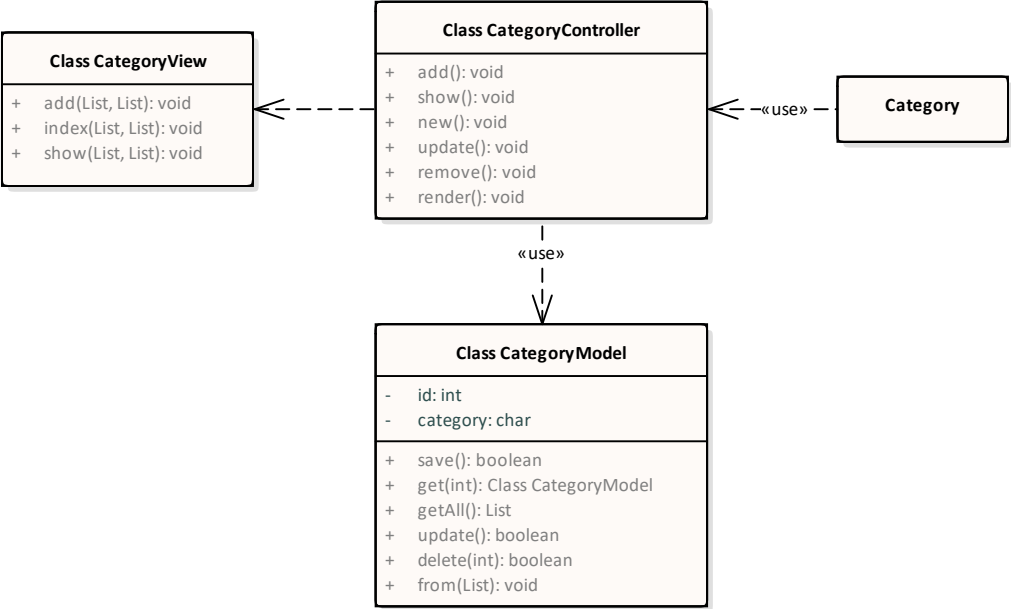 Class CategoryView
+ add(List, List): void
+ index(List, List): void
+ show(List, List): void
Class CategoryController
+ add(): void
+ show(): void
+ new(): void
+ update(): void
+ remove(): void
+ render(): void
«use»
Category
«use»
Class CategoryModel
- id: int
- category: char
+ save(): boolean
+ get(int): Class CategoryModel
+ getAll(): List
+ update(): boolean
+ delete(int): boolean
+ from(List): void